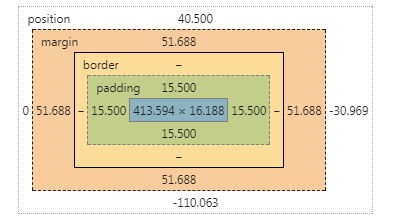 position 40.500
margin 51.688
border –
padding 15.500
0 51.688 – 15.500 413.594 × 16.188 15.500 – 51.688 -30.969
15.500
–
51.688
-110.063